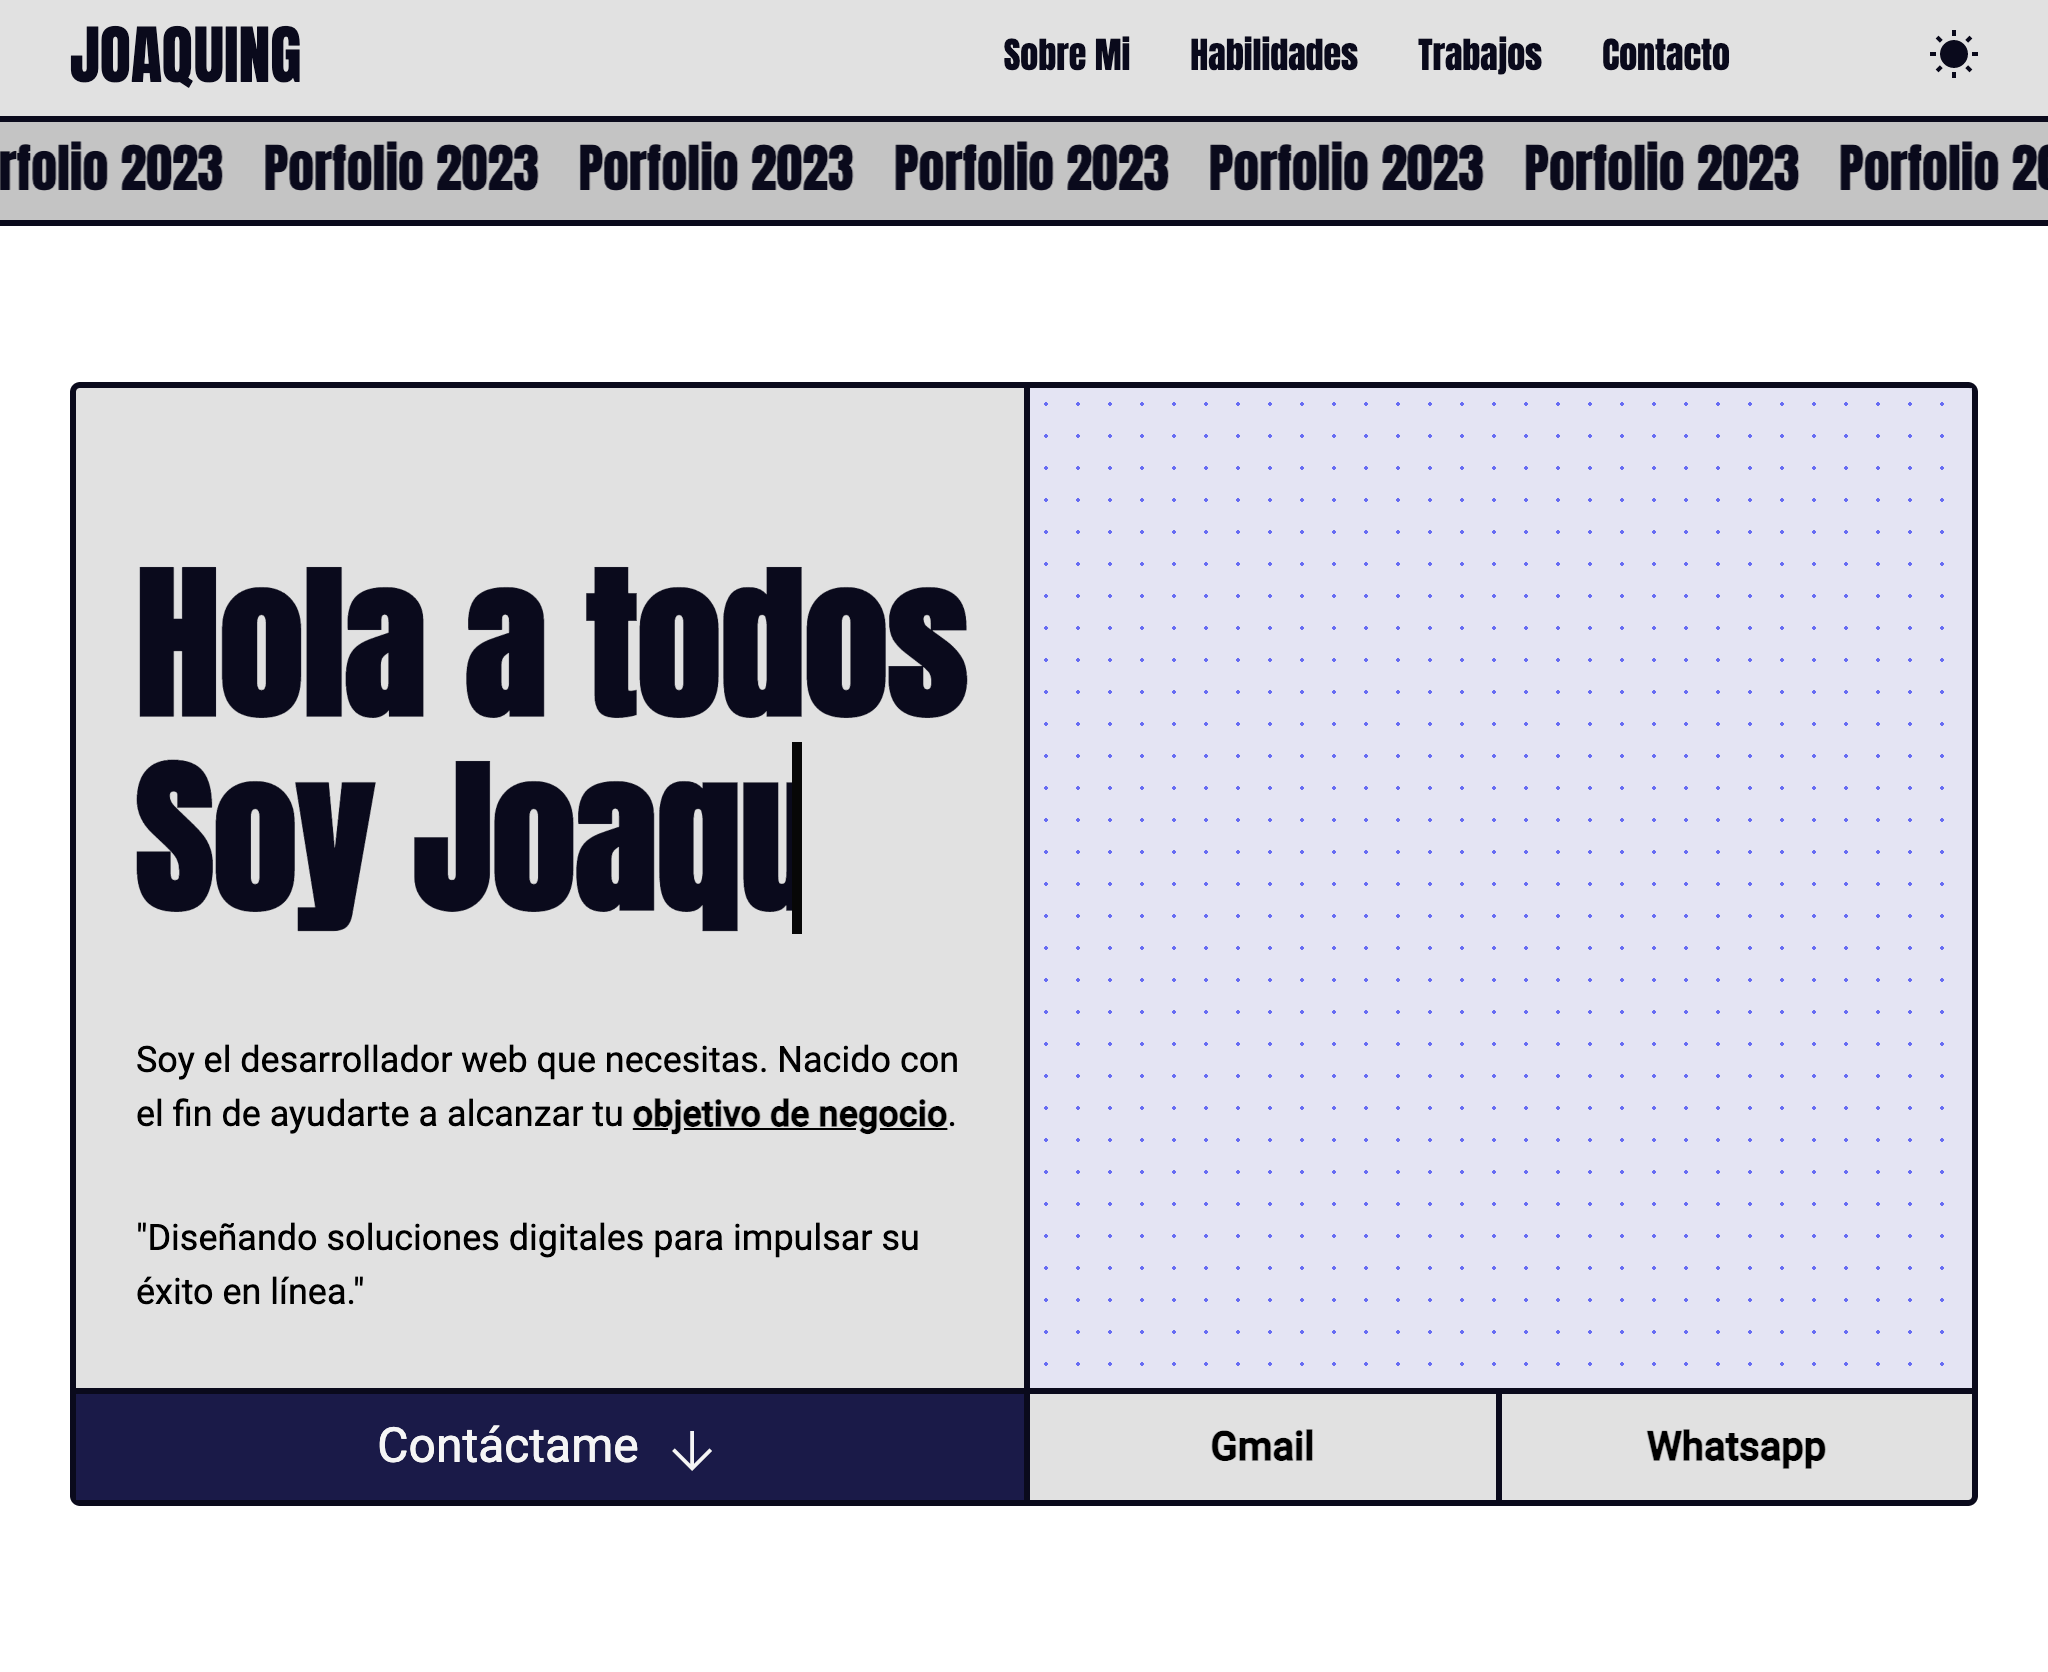 JOAQUING
Sobre Mi Habilidades Trabajos Contacto
rfolio 2023 Porfolio 2023 Porfolio 2023 Porfolio 2023 Porfolio 2023 Porfolio 2023 Porfolio 20
Hola a todos
Soy Joaqu
Soy el desarrollador web que necesitas. Nacido con
el fin de ayudarte a alcanzar tu objetivo de negocio.
"Diseñando soluciones digitales para impulsar su
éxito en línea."
Contáctame
Gmail
Whatsapp